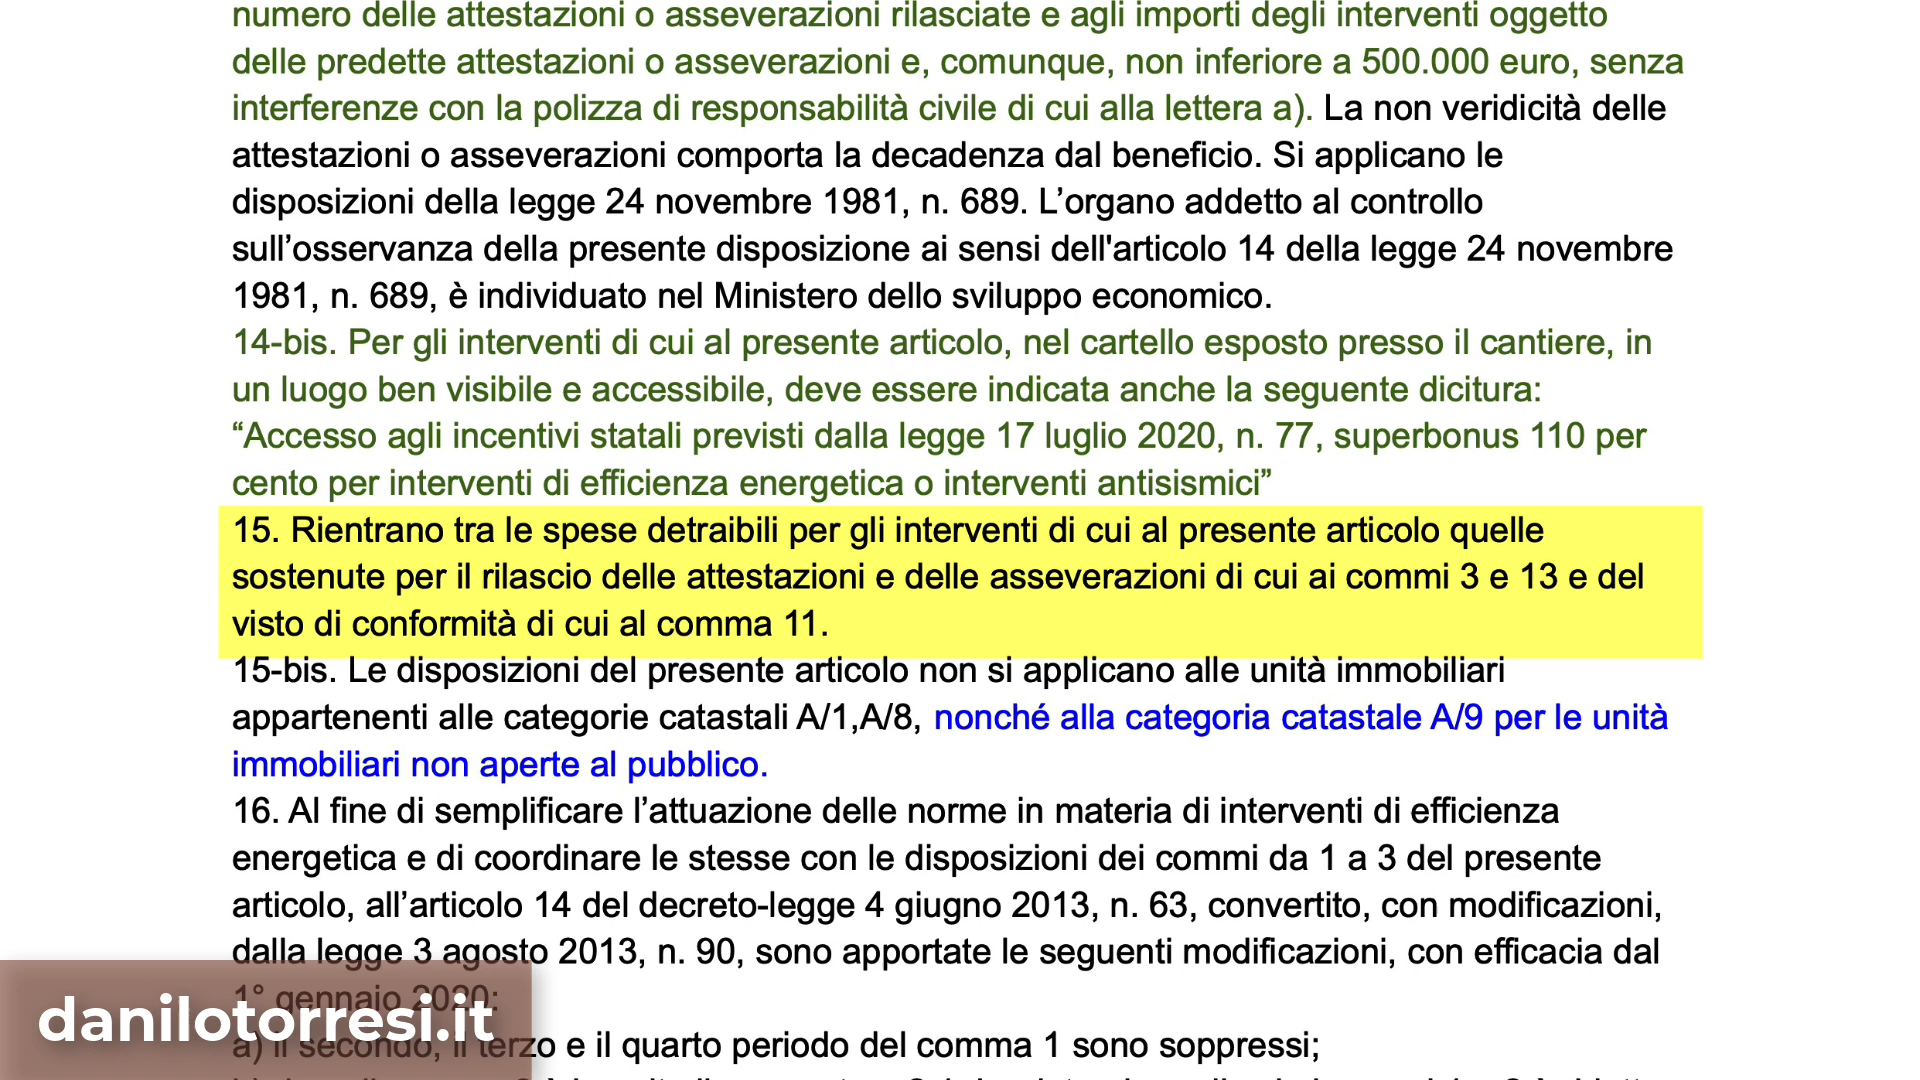 numero delle attestazioni o asseverazioni rilasciate e agli importi degli interventi oggetto
delle predette attestazioni o asseverazioni e, comunque, non inferiore a 500.000 euro, senza
interferenze con la polizza di responsabilità civile di cui alla lettera a). La non veridicità delle
attestazioni o asseverazioni comporta la decadenza dal beneficio. Si applicano le
disposizioni della legge 24 novembre 1981, n. 689. L’organo addetto al controllo
sull’osservanza della presente disposizione ai sensi dell'articolo 14 della legge 24 novembre
1981, n. 689, è individuato nel Ministero dello sviluppo economico.
14-bis. Per gli interventi di cui al presente articolo, nel cartello esposto presso il cantiere, in
un luogo ben visibile e accessibile, deve essere indicata anche la seguente dicitura:
“Accesso agli incentivi statali previsti dalla legge 17 luglio 2020, n. 77, superbonus 110 per
cento per interventi di efficienza energetica o interventi antisismici”
15. Rientrano tra le spese detraibili per gli interventi di cui al presente articolo quelle
sostenute per il rilascio delle attestazioni e delle asseverazioni di cui ai commi 3 e 13 e del
visto di conformità di cui al comma 11.
15-bis. Le disposizioni del presente articolo non si applicano alle unità immobiliari
appartenenti alle categorie catastali A/1,A/8, nonché alla categoria catastale A/9 per le unità
immobiliari non aperte al pubblico.
16. Al fine di semplificare l’attuazione delle norme in materia di interventi di efficienza
energetica e di coordinare le stesse con le disposizioni dei commi da 1 a 3 del presente
articolo, all’articolo 14 del decreto-legge 4 giugno 2013, n. 63, convertito, con modificazioni,
dalla legge 3 agosto 2013, n. 90, sono apportate le seguenti modificazioni, con efficacia dal
1° gennaio 2020:
a) il secondo, il terzo e il quarto periodo del comma 1 sono soppressi;
danilotorresi.it